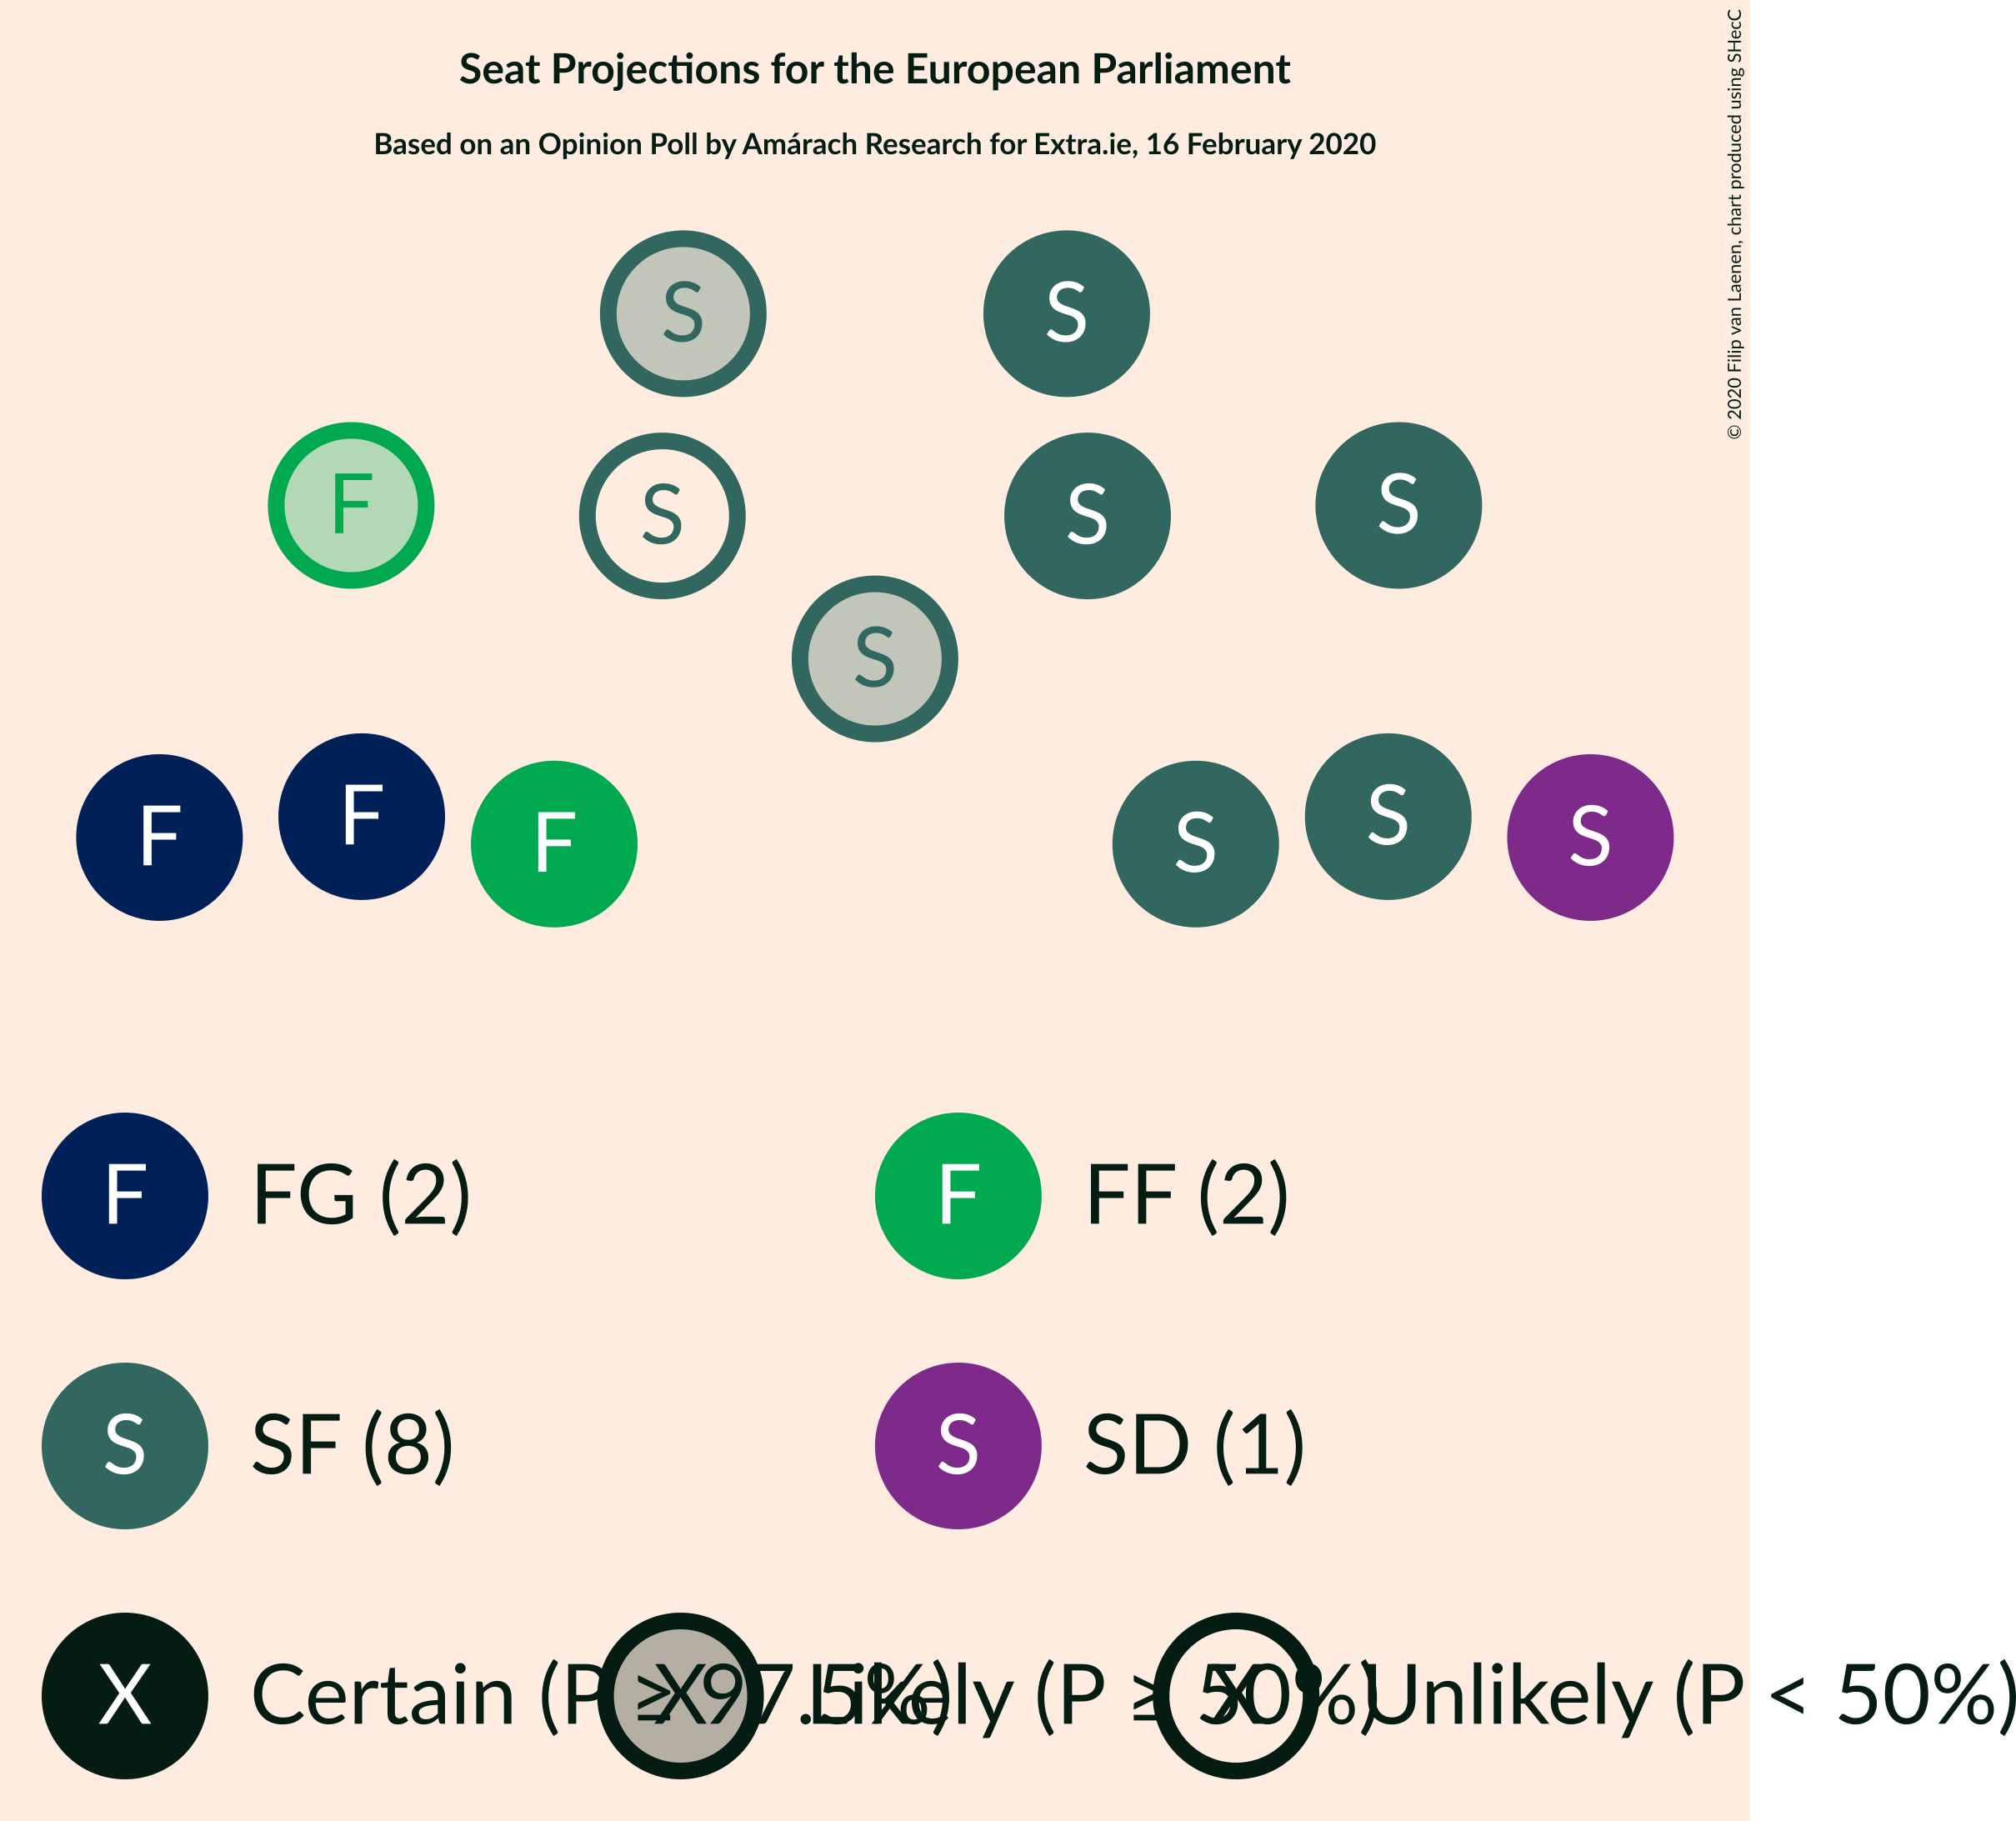 Seat Projections for the European Parliament
Based on an Opinion Poll by Amárach Research for Extra.ie, 16 February 2020
© 2020 Filip van Laenen, chart produced using SHecC
S S
F S S S
S
F F F S S S
F FG (2) F FF (2)
S SF (8) S SD (1)
X Certain (P ≥ 97.5%) X Likely (P ≥ 50%) X Unlikely (P < 50%)